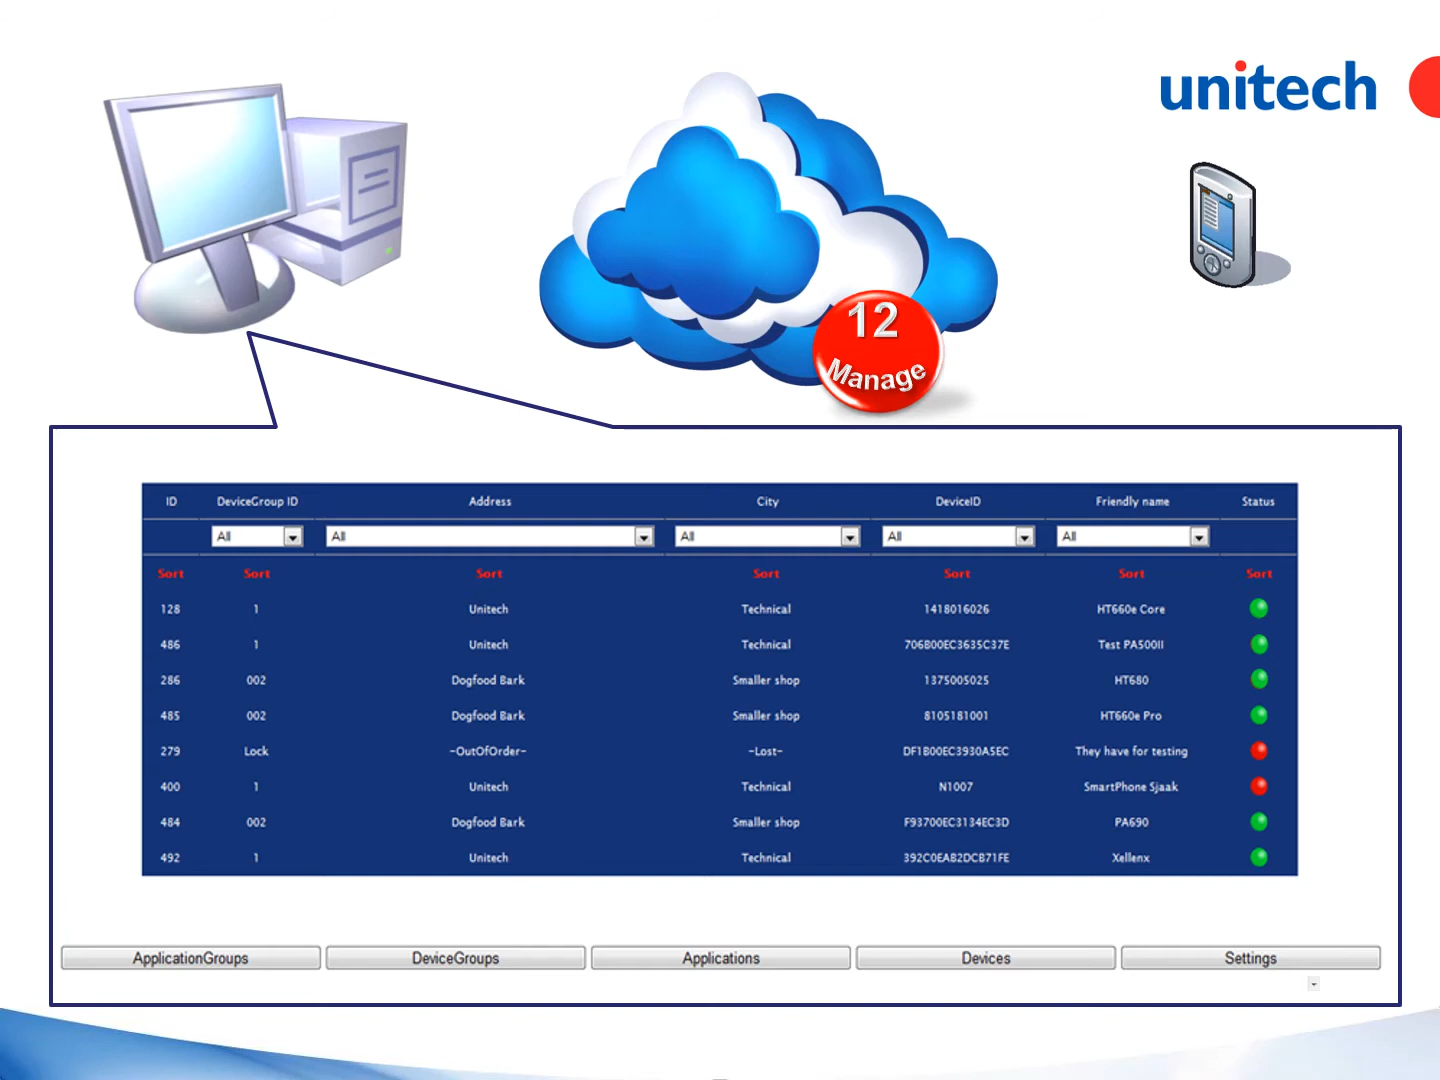 unitech
12
Manage
ID DeviceGroup ID Address City DeviceID Friendly name Status
All All All All All
Sort Sort Sort Sort Sort Sort Sort
128 1 Unitech Technical 1418016026 HT660e Core
486 1 Unitech Technical 706B00EC3635C37E Test PA500II
286 002 Dogfood Bark Smaller shop 1375005025 HT680
485 002 Dogfood Bark Smaller shop 8105181001 HT660e Pro
279 Lock -OutOfOrder- -Lost- DF1B00EC3930A5EC They have for testing
400 1 Unitech Technical N1007 SmartPhone Sjaak
484 002 Dogfood Bark Smaller shop F93700EC3134EC3D PA690
492 1 Unitech Technical 392C0EAB2DCB71FE Xellenx
ApplicationGroups DeviceGroups Applications Devices Settings